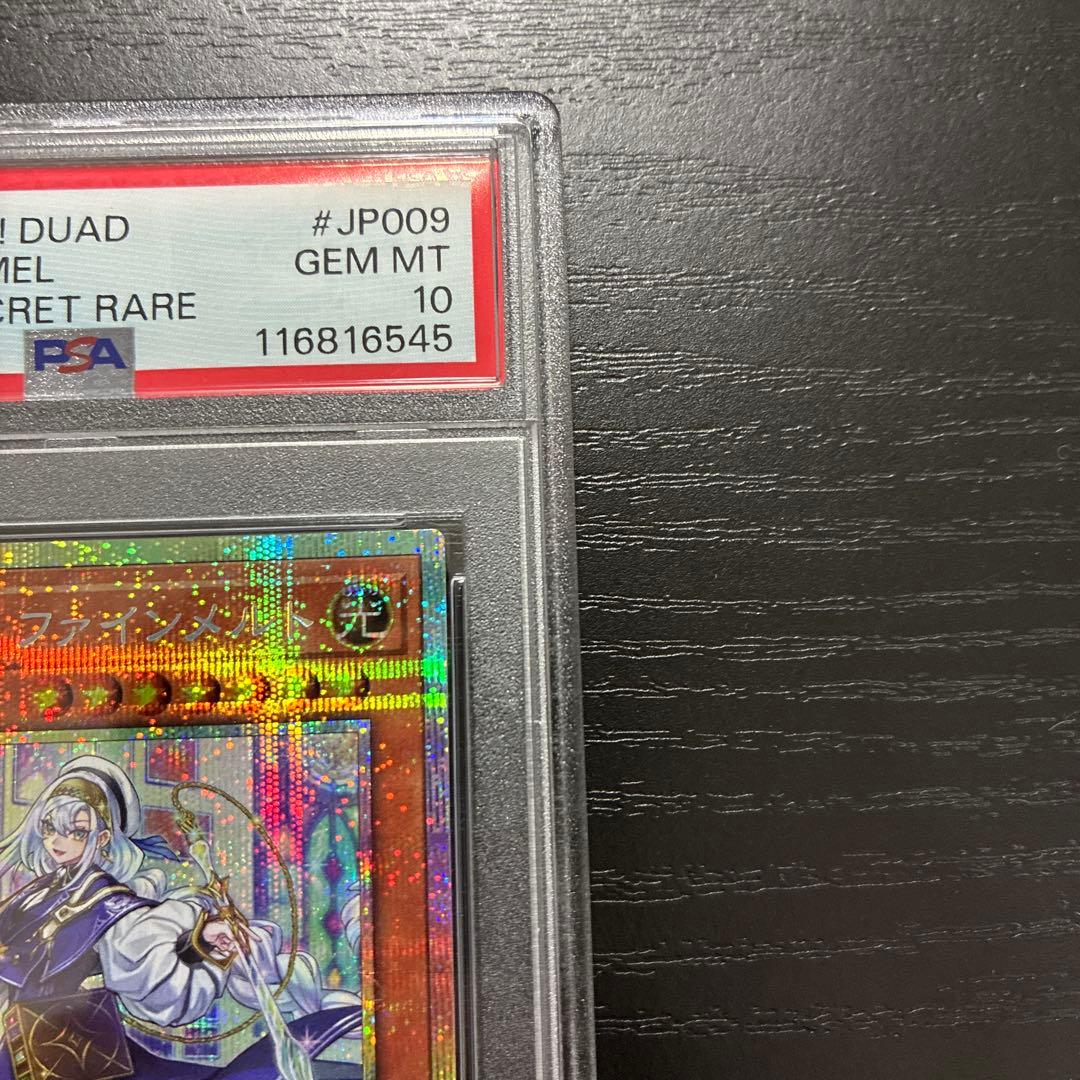 ! DUAD #JP009
MEL GEM MT
CRET RARE 10
PSA 116816545
ファインメルト 光